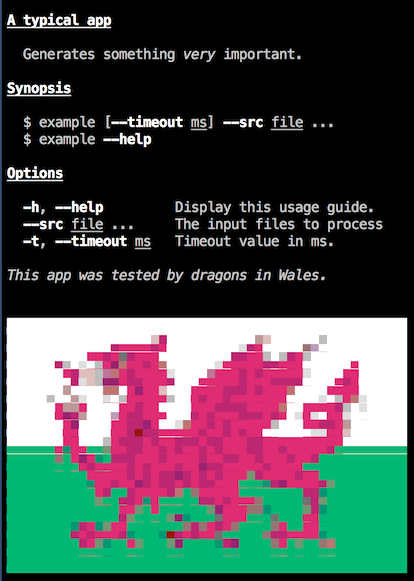 A typical app
Generates something very important.
Synopsis
$ example [--timeout ms] --src file ...
$ example --help
Options
-h, --help Display this usage guide.
--src file ... The input files to process
-t, --timeout ms Timeout value in ms.
This app was tested by dragons in Wales.